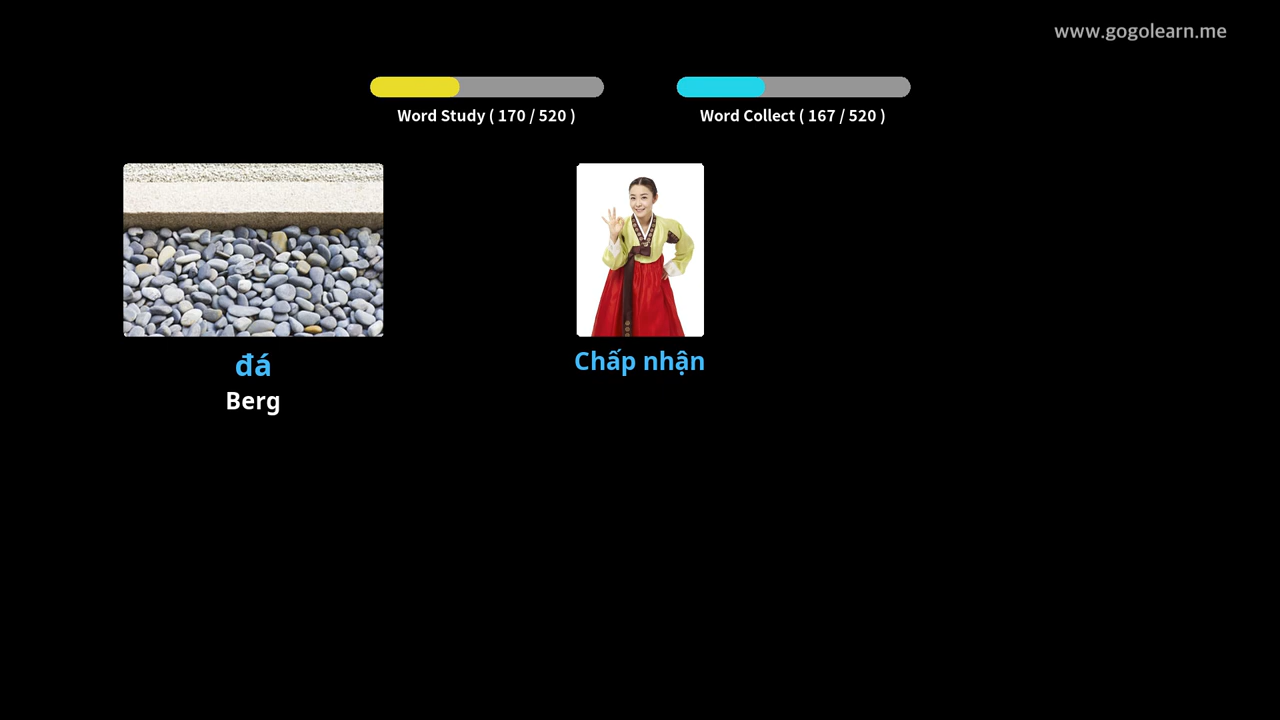 www.gogolearn.me
Word Study ( 170 / 520 )
Word Collect ( 167 / 520 )
đá
Berg
Chấp nhận